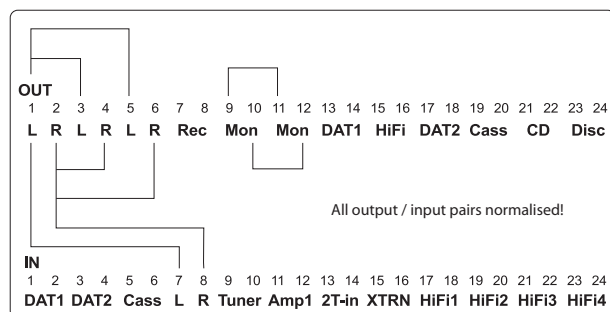 OUT
1 2 3 4 5 6 7 8 9 10 11 12 13 14 15 16 17 18 19 20 21 22 23 24
L R L R L R Rec Mon Mon DAT1 HiFi DAT2 Cass CD Disc
All output / input pairs normalised!
IN
1 2 3 4 5 6 7 8 9 10 11 12 13 14 15 16 17 18 19 20 21 22 23 24
DAT1 DAT2 Cass L R Tuner Amp1 2T-in XTRN HiFi1 HiFi2 HiFi3 HiFi4